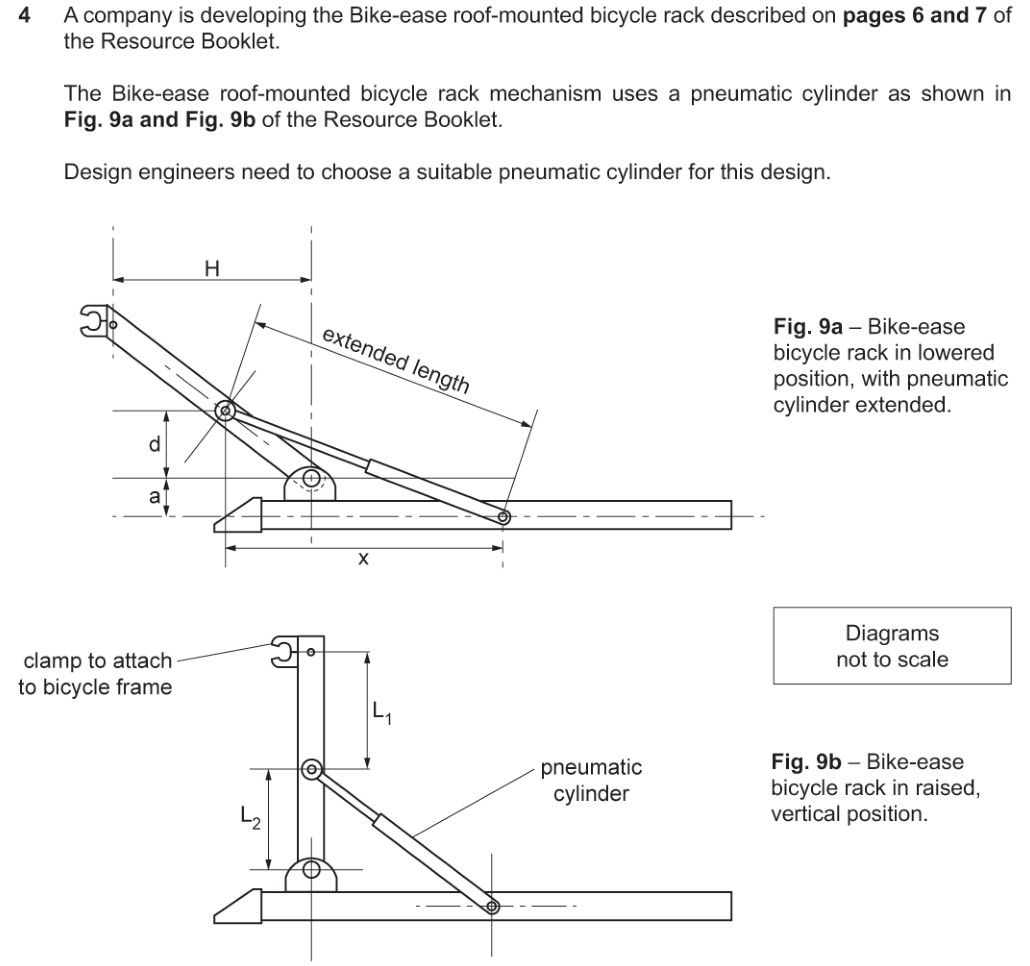 4 A company is developing the Bike-ease roof-mounted bicycle rack described on pages 6 and 7 of
the Resource Booklet.
The Bike-ease roof-mounted bicycle rack mechanism uses a pneumatic cylinder as shown in
Fig. 9a and Fig. 9b of the Resource Booklet.
Design engineers need to choose a suitable pneumatic cylinder for this design.
H
extended length
d
a
x
Fig. 9a – Bike-ease
bicycle rack in lowered
position, with pneumatic
cylinder extended.
Diagrams
not to scale
clamp to attach
to bicycle frame
L1
L2
pneumatic
cylinder
Fig. 9b – Bike-ease
bicycle rack in raised,
vertical position.